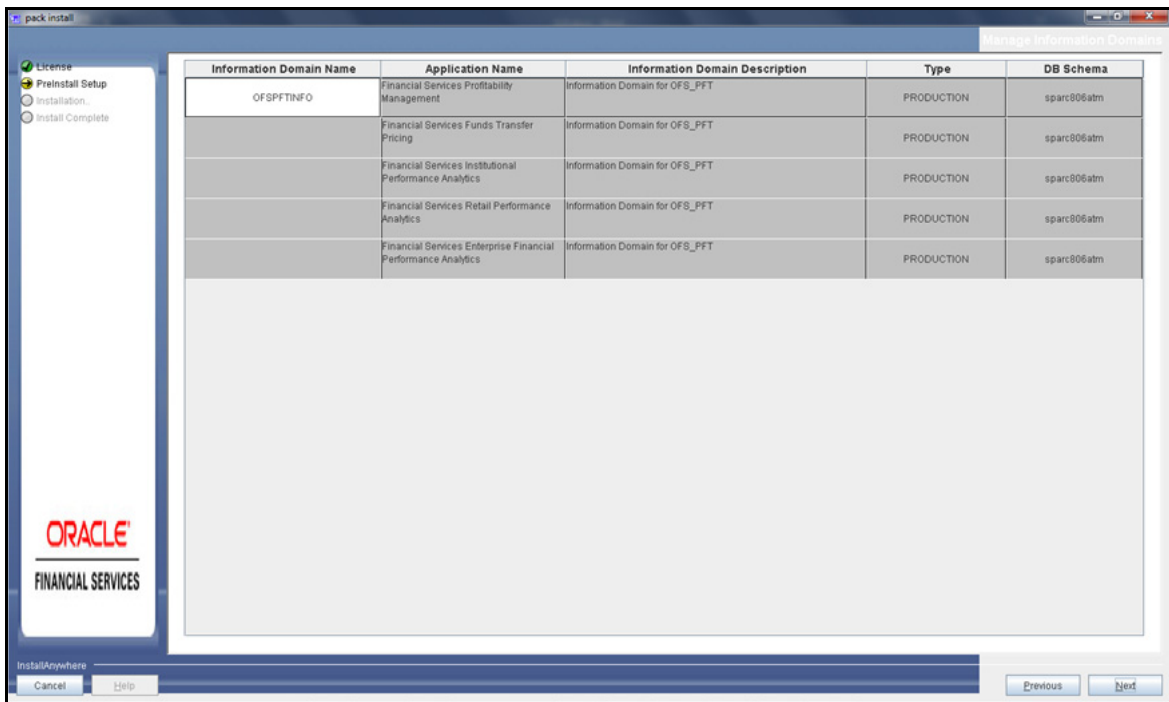 pack install
Manage Information Domains
License
PreInstall Setup
Installation..
Install Complete
Information Domain Name Application Name Information Domain Description Type DB Schema
OFSPFTINFO Financial Services Profitability Information Domain for OFS_PFT PRODUCTION sparc806atm
Management
Financial Services Funds Transfer Information Domain for OFS_PFT PRODUCTION sparc806atm
Pricing
Financial Services Institutional Information Domain for OFS_PFT PRODUCTION sparc806atm
Performance Analytics
Financial Services Retail Performance Information Domain for OFS_PFT PRODUCTION sparc806atm
Analytics
Financial Services Enterprise Financial Information Domain for OFS_PFT PRODUCTION sparc806atm
Performance Analytics
ORACLE
FINANCIAL SERVICES
InstallAnywhere
Cancel Help Previous Next